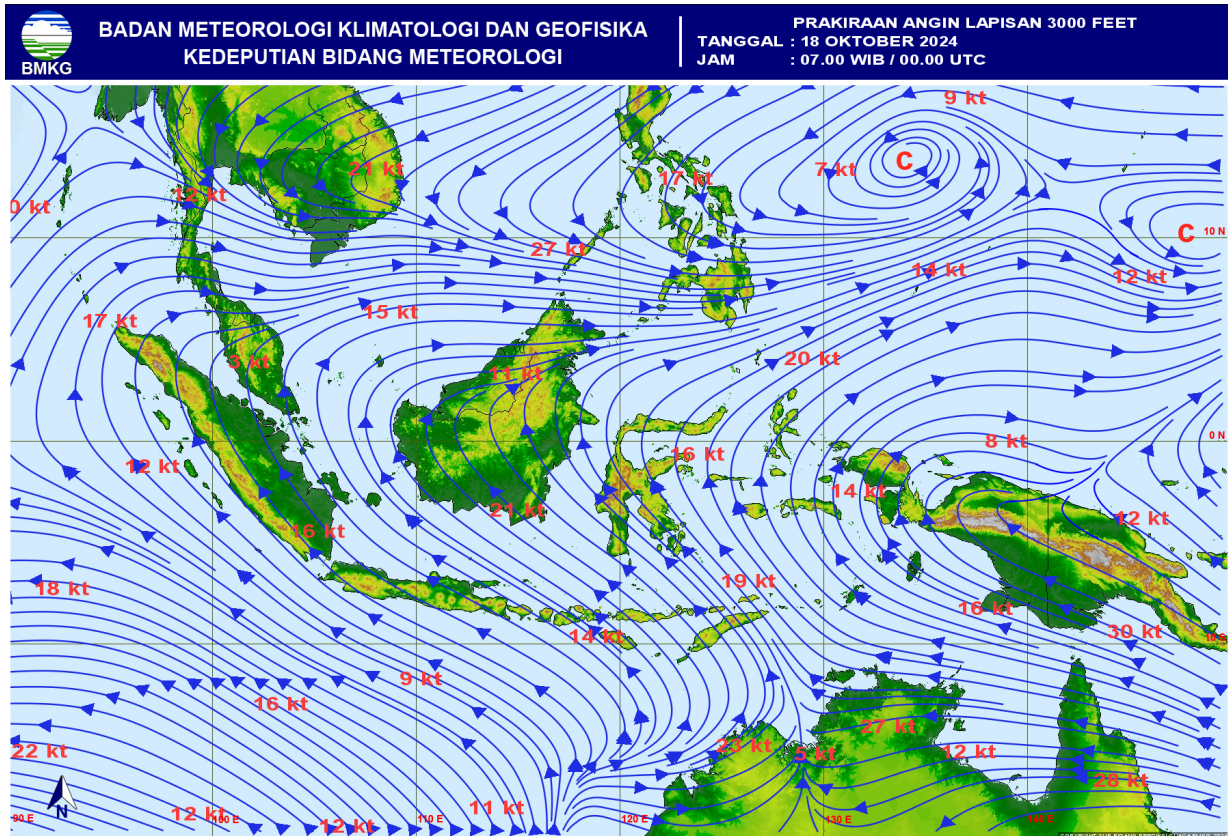 BADAN METEOROLOGI KLIMATOLOGI DAN GEOFISIKA
KEDEPUTIAN BIDANG METEOROLOGI
BMKG
PRAKIRAAN ANGIN LAPISAN 3000 FEET
TANGGAL : 18 OKTOBER 2024
JAM : 07.00 WIB / 00.00 UTC
9 kt
C
7 kt
21 kt
17 kt
12 kt
0 kt
C
10 N
27 kt
14 kt
12 kt
15 kt
17 kt
20 kt
3 kt
11 kt
0 N
8 kt
16 kt
12 kt
14 kt
21 kt
12 kt
16 kt
19 kt
18 kt
16 kt
30 kt
14 kt
10 S
9 kt
16 kt
27 kt
23 kt
5 kt
12 kt
22 kt
28 kt
N
11 kt
12 kt
12 kt
90 E
100 E
110 E
120 E
130 E
140 E